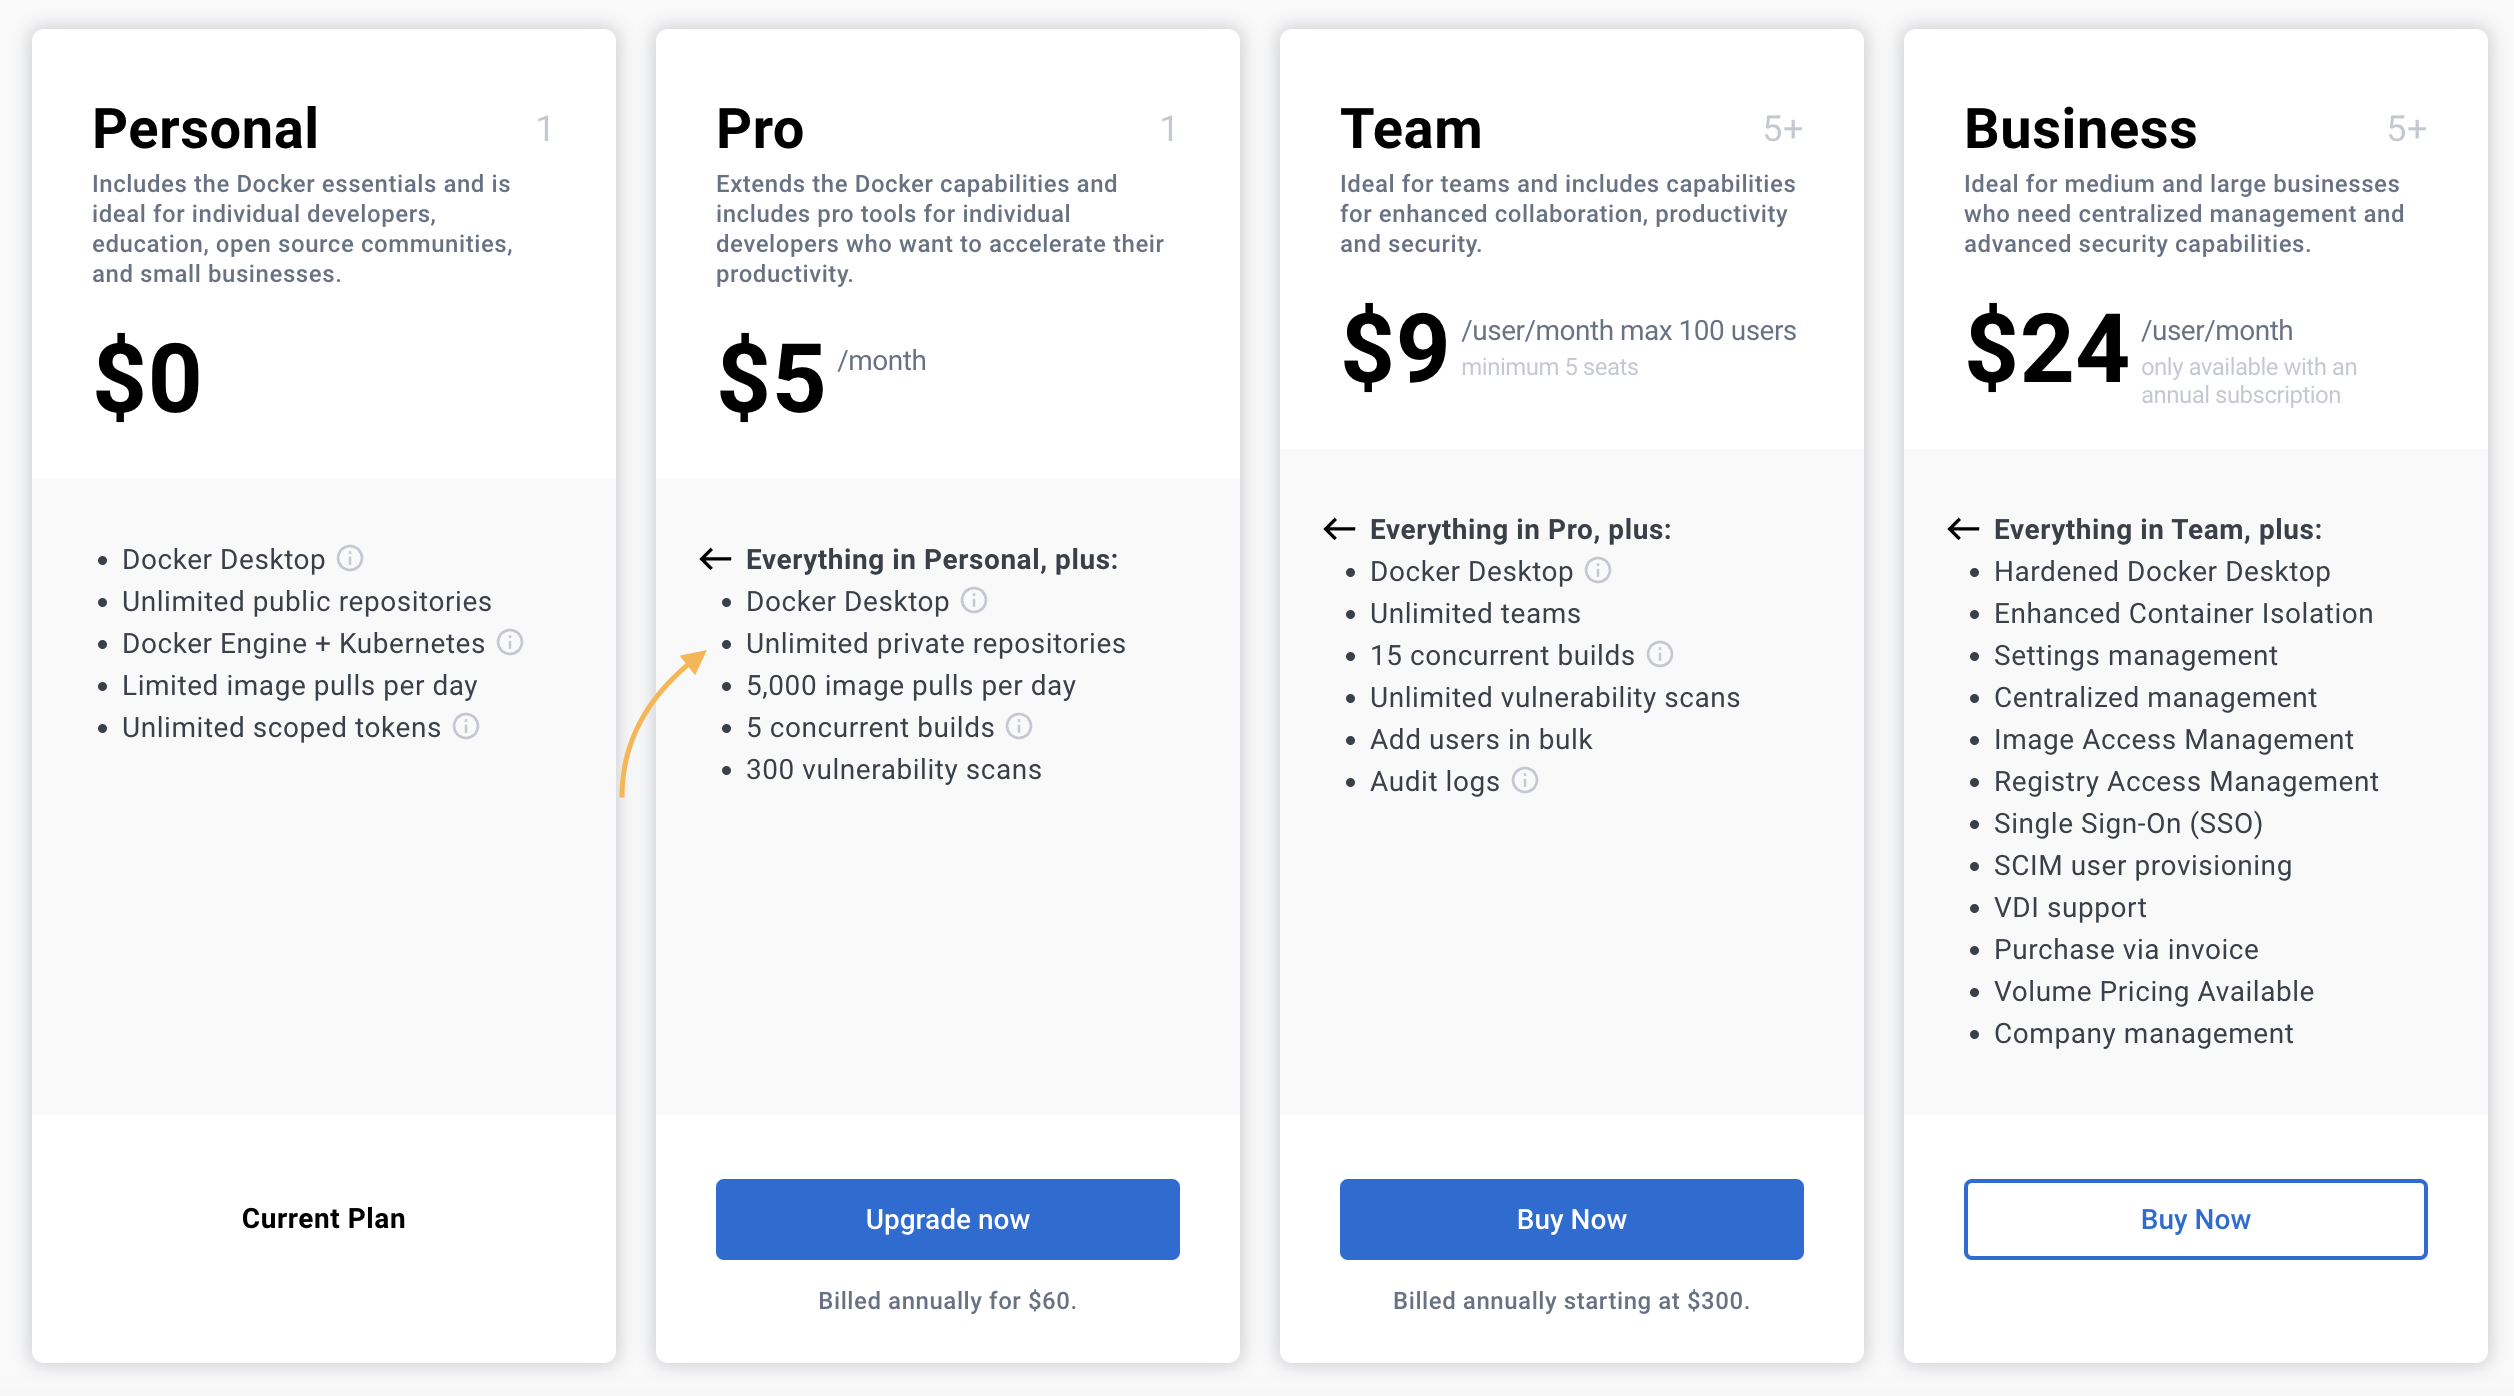 Personal
1
Includes the Docker essentials and is
ideal for individual developers,
education, open source communities,
and small businesses.
$0
Docker Desktop
Unlimited public repositories
Docker Engine + Kubernetes
Limited image pulls per day
Unlimited scoped tokens
Current Plan
Pro
1
Extends the Docker capabilities and
includes pro tools for individual
developers who want to accelerate their
productivity.
$5 /month
Everything in Personal, plus:
Docker Desktop
Unlimited private repositories
5,000 image pulls per day
5 concurrent builds
300 vulnerability scans
Upgrade now
Billed annually for $60.
Team
5+
Ideal for teams and includes capabilities
for enhanced collaboration, productivity
and security.
$9 /user/month max 100 users
minimum 5 seats
Everything in Pro, plus:
Docker Desktop
Unlimited teams
15 concurrent builds
Unlimited vulnerability scans
Add users in bulk
Audit logs
Buy Now
Billed annually starting at $300.
Business
5+
Ideal for medium and large businesses
who need centralized management and
advanced security capabilities.
$24 /user/month
only available with an
annual subscription
Everything in Team, plus:
Hardened Docker Desktop
Enhanced Container Isolation
Settings management
Centralized management
Image Access Management
Registry Access Management
Single Sign-On (SSO)
SCIM user provisioning
VDI support
Purchase via invoice
Volume Pricing Available
Company management
Buy Now